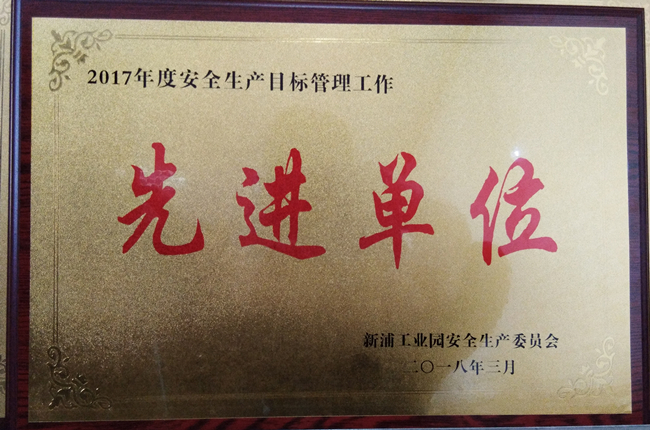 2017年度安全生产目标管理工作
先进单位
新浦工业园安全生产委员会
二〇一八年三月